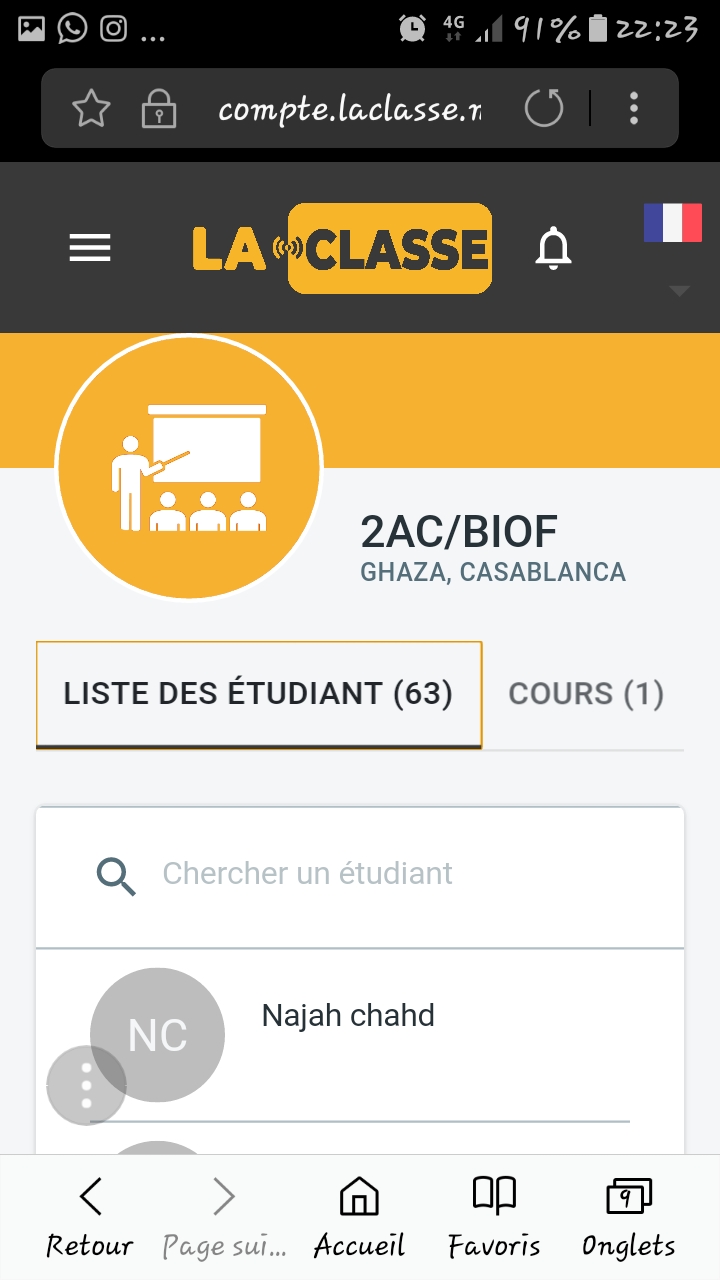 ... 4G 91% 22:23
compte.laclasse.m
LA CLASSE
2AC/BIOF
GHAZA, CASABLANCA
LISTE DES ÉTUDIANT (63) COURS (1)
Chercher un étudiant
NC Najah chahd
9
Retour Page sui... Accueil Favoris Onglets